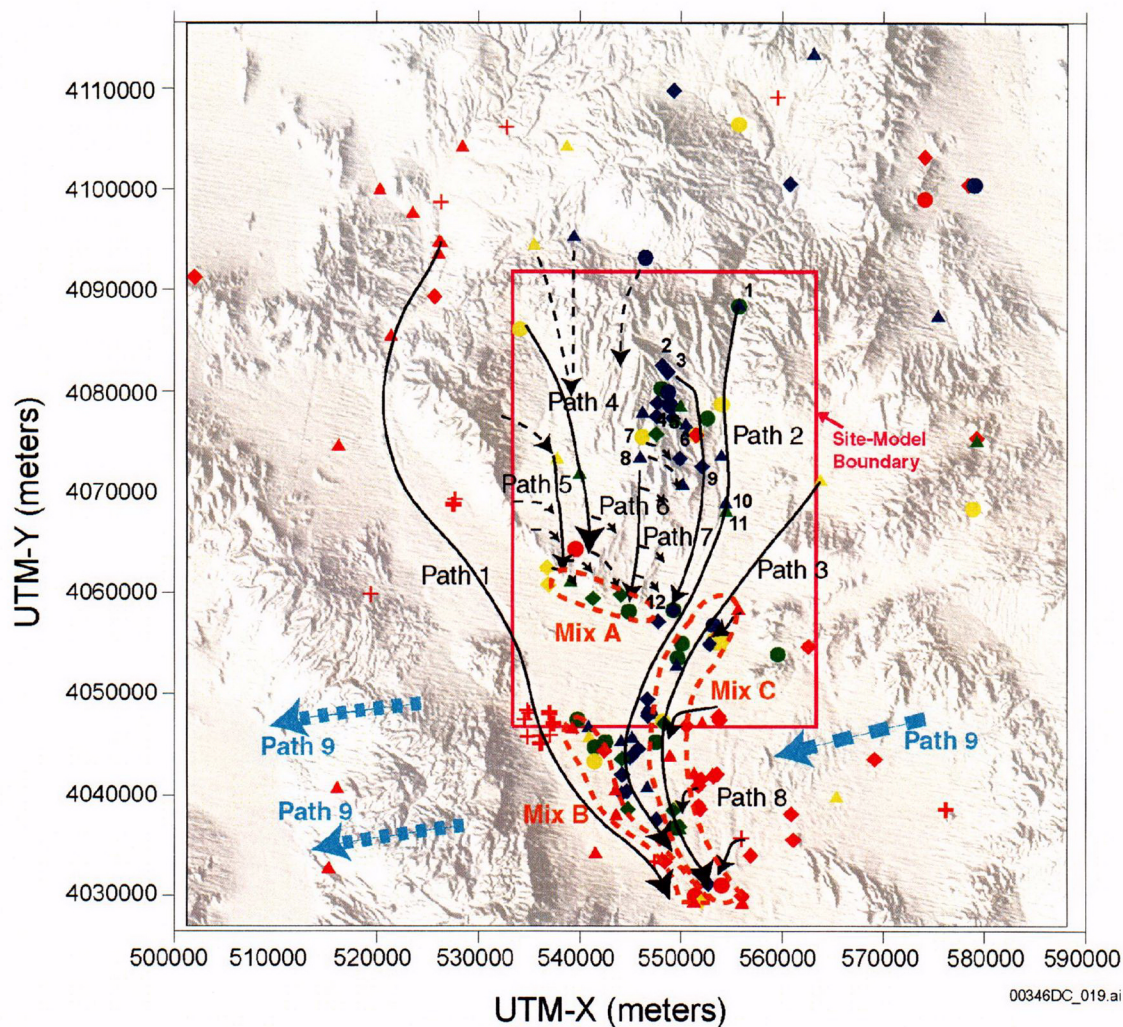 4110000
4100000
4090000
4080000
4070000
4060000
4050000
4040000
4030000
UTM-Y (meters)
1
2
3
Path 4
4
5
6
7
8
Path 2
Site-Model
Boundary
9
10
11
Path 5
Path 6
Path 7
Path 1
Path 3
12
Mix A
Mix C
Path 9
Path 9
Path 9
Mix B
Path 8
500000 510000 520000 530000 540000 550000 560000 570000 580000 590000
UTM-X (meters)
00346DC_019.ai